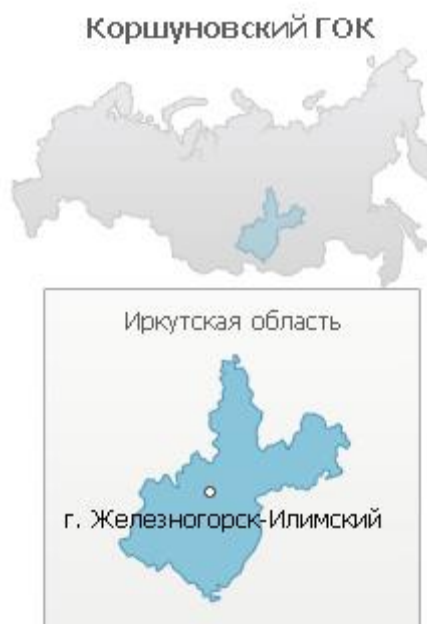 Коршуновский ГОК
Иркутская область
г. Железногорск-Илимский